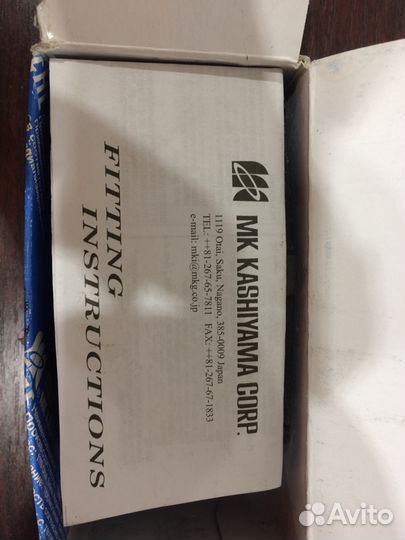 MK KASHIYAMA CORP.
1119 Otai, Saku, Nagano, 385-0009 Japan
TEL: ++81-267-65-7811 FAX: ++81-267-67-1833
e-mail: mki@mkg.co.jp
FITTING
INSTRUCTIONS
Avito